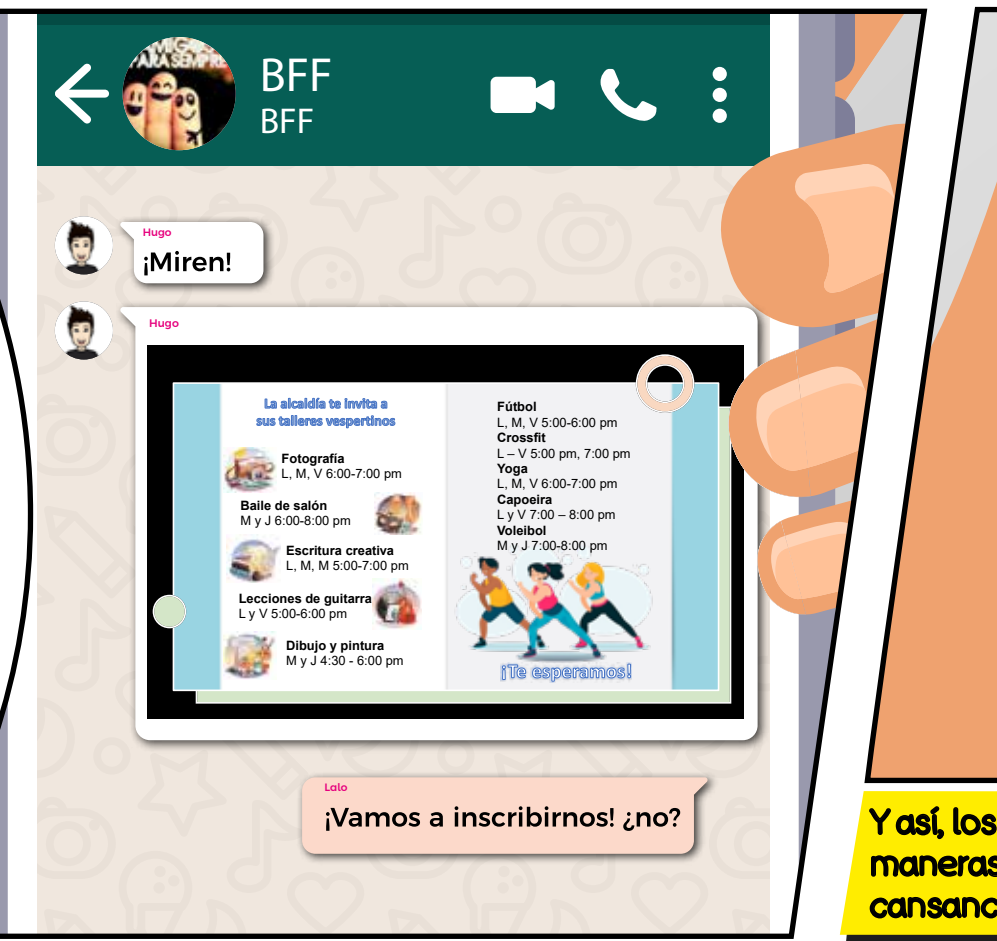 AMIGAS
PARA SEMPRE
BFF
BFF
Hugo
¡Miren!
Hugo
La alcaldía te invita a
sus talleres vespertinos
Fotografía
L, M, V 6:00-7:00 pm
Baile de salón
M y J 6:00-8:00 pm
Escritura creativa
L, M, M 5:00-7:00 pm
Lecciones de guitarra
L y V 5:00-6:00 pm
Dibujo y pintura
M y J 4:30 - 6:00 pm
Fútbol
L, M, V 5:00-6:00 pm
Crossfit
L – V 5:00 pm, 7:00 pm
Yoga
L, M, V 6:00-7:00 pm
Capoeira
L y V 7:00 – 8:00 pm
Voleibol
M y J 7:00-8:00 pm
¡Te esperamos!
Lalo
¡Vamos a inscribirnos! ¿no?
Y así, los
maneras
cansanc